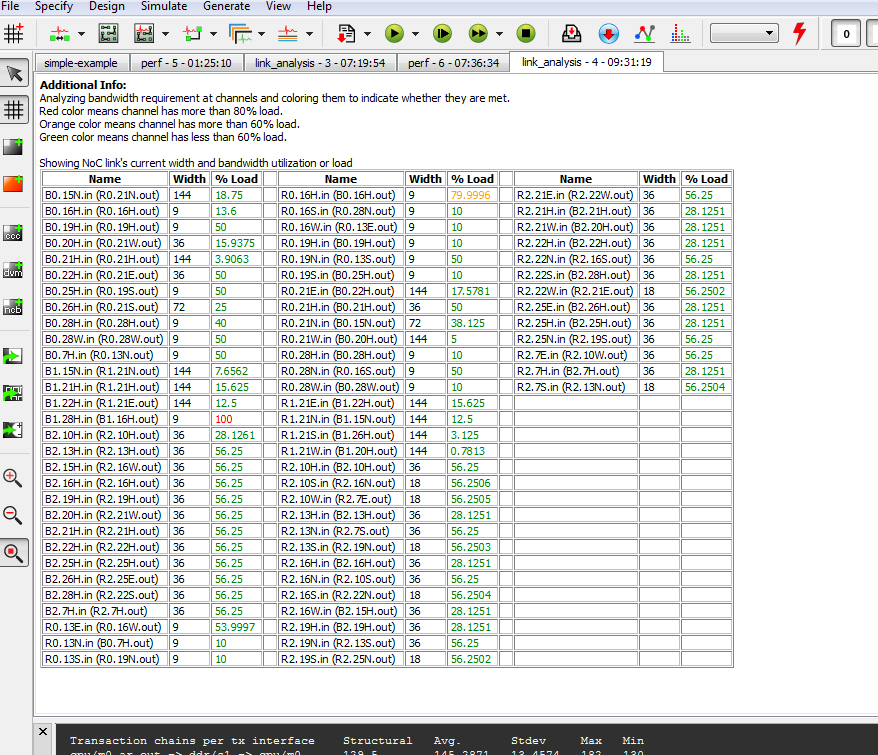 File Specify Design Simulate Generate View Help
0
simple-example perf - 5 - 01:25:10 link_analysis - 3 - 07:19:54 perf - 6 - 07:36:34 link_analysis - 4 - 09:31:19
Additional Info:
Analyzing bandwidth requirement at channels and coloring them to indicate whether they are met.
Red color means channel has more than 80% load.
Orange color means channel has more than 60% load.
Green color means channel has less than 60% load.
Showing NoC link's current width and bandwidth utilization or load
Name Width % Load Name Width % Load Name Width % Load
B0.15N.in (R0.21N.out) 144 18.75 R0.16H.in (B0.16H.out) 9 79.9996 R2.21E.in (R2.22W.out) 36 56.25
B0.16H.in (R0.16H.out) 9 13.6 R0.16S.in (R0.28N.out) 9 10 R2.21H.in (B2.21H.out) 36 28.1251
B0.19H.in (R0.19H.out) 9 50 R0.16W.in (R0.13E.out) 9 10 R2.21W.in (B2.20H.out) 36 28.1251
B0.20H.in (R0.21W.out) 36 15.9375 R0.19H.in (B0.19H.out) 9 10 R2.22H.in (B2.22H.out) 36 28.1251
B0.21H.in (R0.21H.out) 144 3.9063 R0.19N.in (R0.13S.out) 9 50 R2.22N.in (R2.16S.out) 36 56.25
B0.22H.in (R0.21E.out) 36 50 R0.19S.in (B0.25H.out) 9 10 R2.22S.in (B2.28H.out) 36 28.1251
B0.25H.in (R0.19S.out) 9 50 R0.21E.in (B0.22H.out) 144 17.5781 R2.22W.in (R2.21E.out) 18 56.2502
B0.26H.in (R0.21S.out) 72 25 R0.21H.in (B0.21H.out) 36 50 R2.25E.in (B2.26H.out) 36 28.1251
B0.28H.in (R0.28H.out) 9 40 R0.21N.in (B0.15N.out) 72 38.125 R2.25H.in (B2.25H.out) 36 28.1251
B0.28W.in (R0.28W.out) 9 50 R0.21W.in (B0.20H.out) 144 5 R2.25N.in (R2.19S.out) 36 56.25
B0.7H.in (R0.13N.out) 9 50 R0.28H.in (B0.28H.out) 9 10 R2.7E.in (R2.10W.out) 36 56.25
B1.15N.in (R1.21N.out) 144 7.6562 R0.28N.in (R0.16S.out) 9 50 R2.7H.in (B2.7H.out) 36 28.1251
B1.21H.in (R1.21H.out) 144 15.625 R0.28W.in (B0.28W.out) 9 10 R2.7S.in (R2.13N.out) 18 56.2504
B1.22H.in (R1.21E.out) 144 12.5 R1.21E.in (B1.22H.out) 144 15.625
B1.28H.in (B1.16H.out) 9 100 R1.21N.in (B1.15N.out) 144 12.5
B2.10H.in (R2.10H.out) 36 28.1261 R1.21S.in (B1.26H.out) 144 3.125
B2.13H.in (R2.13H.out) 36 56.25 R1.21W.in (B1.20H.out) 144 0.7813
B2.15H.in (R2.16W.out) 36 56.25 R2.10H.in (B2.10H.out) 36 56.25
B2.16H.in (R2.16H.out) 36 56.25 R2.10S.in (R2.16N.out) 18 56.2506
B2.19H.in (R2.19H.out) 36 56.25 R2.10W.in (R2.7E.out) 18 56.2505
B2.20H.in (R2.21W.out) 36 56.25 R2.13H.in (B2.13H.out) 36 28.1251
B2.21H.in (R2.21H.out) 36 56.25 R2.13N.in (R2.7S.out) 36 56.25
B2.22H.in (R2.22H.out) 36 56.25 R2.13S.in (R2.19N.out) 18 56.2503
B2.25H.in (R2.25H.out) 36 56.25 R2.16H.in (B2.16H.out) 36 28.1251
B2.26H.in (R2.25E.out) 36 56.25 R2.16N.in (R2.10S.out) 36 56.25
B2.28H.in (R2.22S.out) 36 56.25 R2.16S.in (R2.22N.out) 18 56.2504
B2.7H.in (R2.7H.out) 36 56.25 R2.16W.in (B2.15H.out) 36 28.1251
R0.13E.in (R0.16W.out) 9 53.9997 R2.19H.in (B2.19H.out) 36 28.1251
R0.13N.in (B0.7H.out) 9 10 R2.19N.in (R2.13S.out) 36 56.25
R0.13S.in (R0.19N.out) 9 10 R2.19S.in (R2.25N.out) 18 56.2502
ccc
dvm
ncb
Transaction chains per tx interface Structural Avg. Stdev Max Min